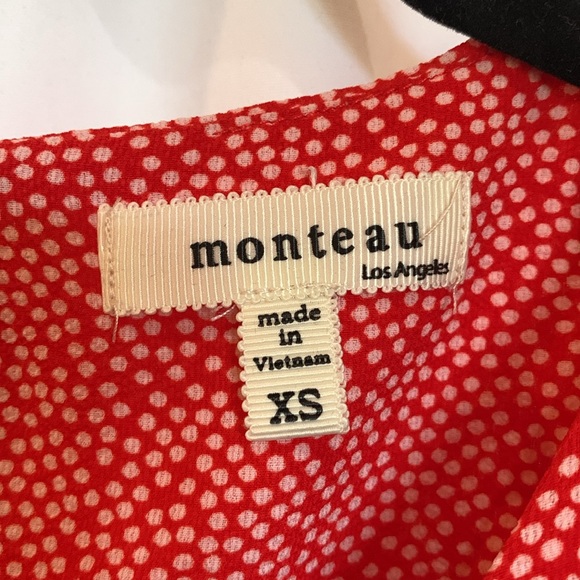 monteau
Los Angeles
made
in
Vietnam
XS